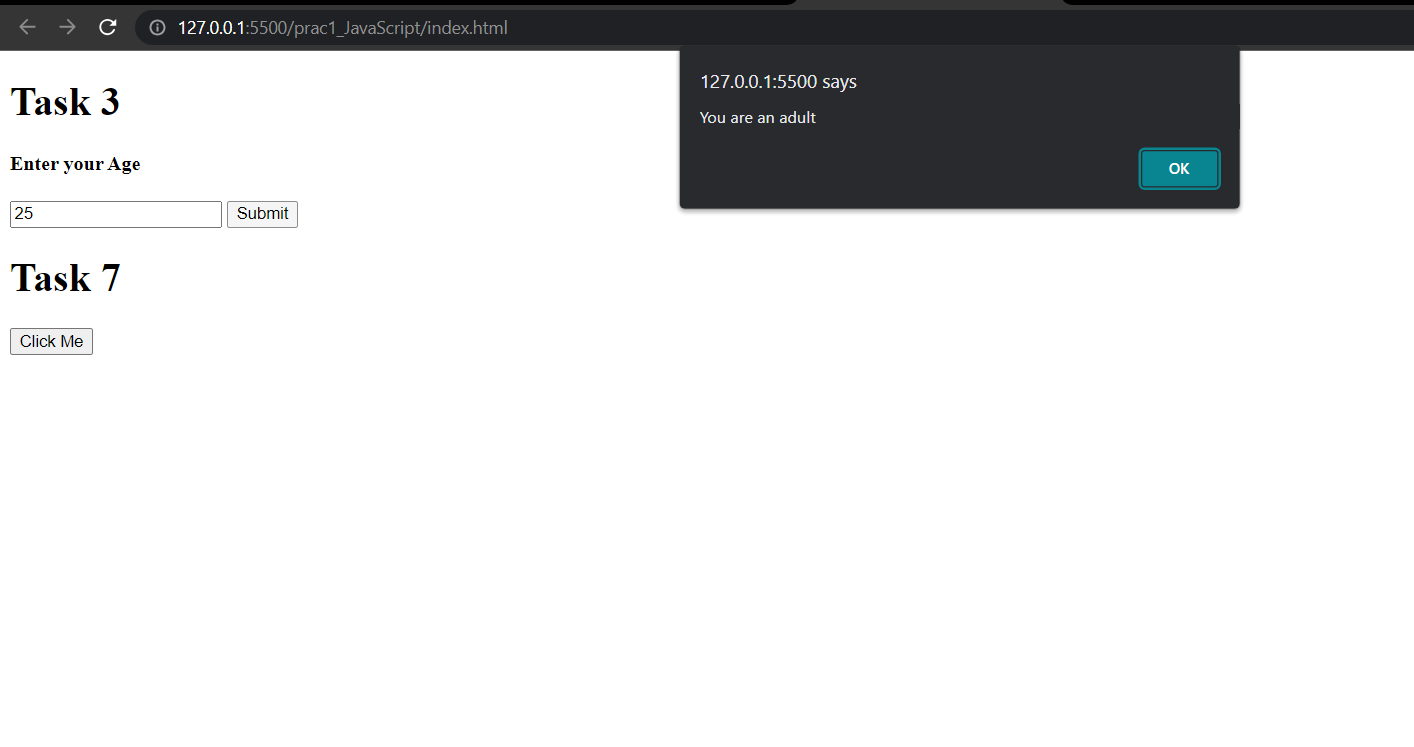 127.0.0.1:5500/prac1_JavaScript/index.html
127.0.0.1:5500 says
You are an adult
OK
Task 3
Enter your Age
25 Submit
Task 7
Click Me